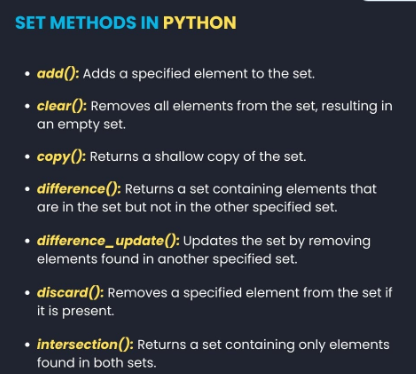 SET METHODS IN PYTHON
• add(): Adds a specified element to the set.
• clear(): Removes all elements from the set, resulting in
an empty set.
• copy(): Returns a shallow copy of the set.
• difference(): Returns a set containing elements that
are in the set but not in the other specified set.
• difference_update(): Updates the set by removing
elements found in another specified set.
• discard(): Removes a specified element from the set if
it is present.
• intersection(): Returns a set containing only elements
found in both sets.